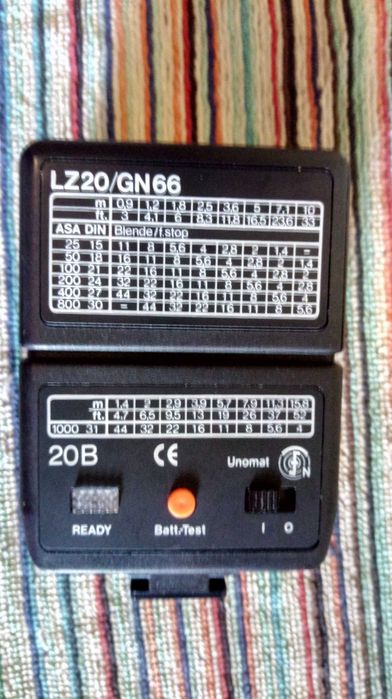 LZ20/GN66
m 0,9 1,2 1,8 2,5 3,6 5 7,1 10
ft. 3 4,1 6 8,3 11,8 16,5 23,6 33
ASA DIN Blende/f.stop
25 15 11 8 5,6 4 2,8 2 1,4 –
50 18 16 11 8 5,6 4 2,8 2 1,4
100 21 22 16 11 8 5,6 4 2,8 2
200 24 32 22 16 11 8 5,6 4 2,8
400 27 44 32 22 16 11 8 5,6 4
800 30 – 44 32 22 16 11 8 5,6
m 1,4 2 2,9 3,9 5,7 7,9 11,3 15,8
ft. 4,7 6,5 9,5 13 19 26 37 52
1000 31 44 32 22 16 11 8 5,6 4
20B CE Unomat N
READY Batt.-Test I O